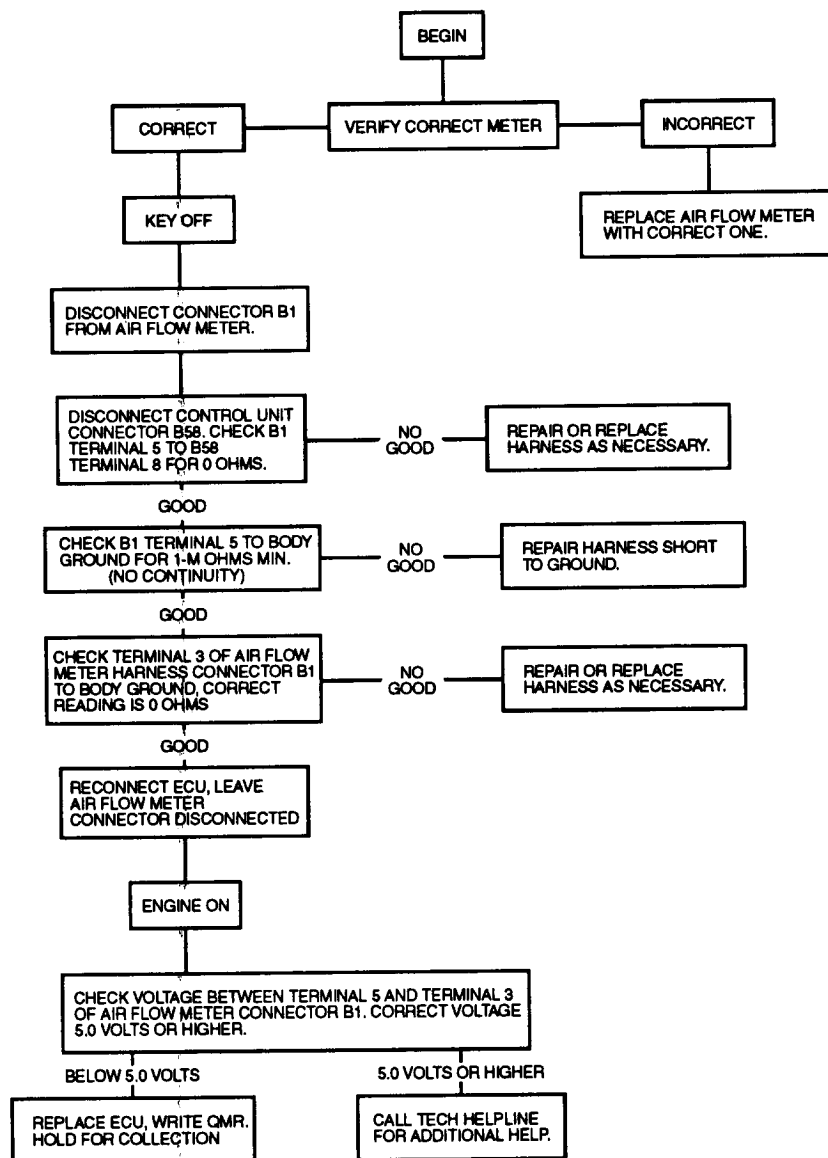 BEGIN
CORRECT
VERIFY CORRECT METER
INCORRECT
KEY OFF
REPLACE AIR FLOW METER
WITH CORRECT ONE.
DISCONNECT CONNECTOR B1
FROM AIR FLOW METER.
DISCONNECT CONTROL UNIT
CONNECTOR B58. CHECK B1
TERMINAL 5 TO B58
TERMINAL 8 FOR 0 OHMS.
NO
GOOD
REPAIR OR REPLACE
HARNESS AS NECESSARY.
GOOD
CHECK B1 TERMINAL 5 TO BODY
GROUND FOR 1-M OHMS MIN.
(NO CONTINUITY)
NO
GOOD
REPAIR HARNESS SHORT
TO GROUND.
GOOD
CHECK TERMINAL 3 OF AIR FLOW
METER HARNESS CONNECTOR B1
TO BODY GROUND, CORRECT
READING IS 0 OHMS
NO
GOOD
REPAIR OR REPLACE
HARNESS AS NECESSARY.
GOOD
RECONNECT ECU, LEAVE
AIR FLOW METER
CONNECTOR DISCONNECTED
ENGINE ON
CHECK VOLTAGE BETWEEN TERMINAL 5 AND TERMINAL 3
OF AIR FLOW METER CONNECTOR B1. CORRECT VOLTAGE
5.0 VOLTS OR HIGHER.
BELOW 5.0 VOLTS
5.0 VOLTS OR HIGHER
REPLACE ECU, WRITE QMR.
HOLD FOR COLLECTION
CALL TECH HELPLINE
FOR ADDITIONAL HELP.